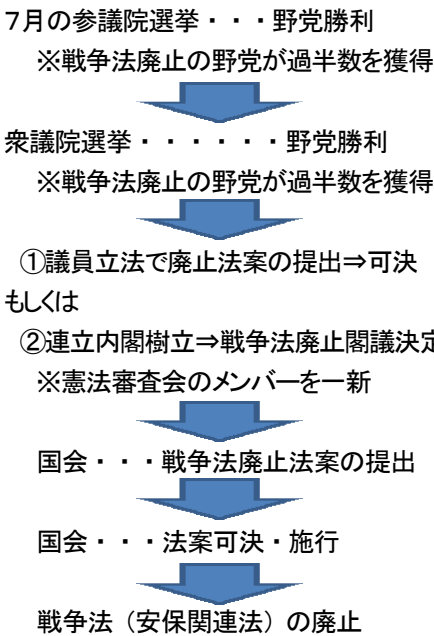 7月の参議院選挙・・・野党勝利
※戦争法廃止の野党が過半数を獲得
衆議院選挙・・・・・・野党勝利
※戦争法廃止の野党が過半数を獲得
①議員立法で廃止法案の提出⇒可決
もしくは
②連立内閣樹立⇒戦争法廃止閣議決定
※憲法審査会のメンバーを一新
国会・・・戦争法廃止法案の提出
国会・・・法案可決・施行
戦争法（安保関連法）の廃止